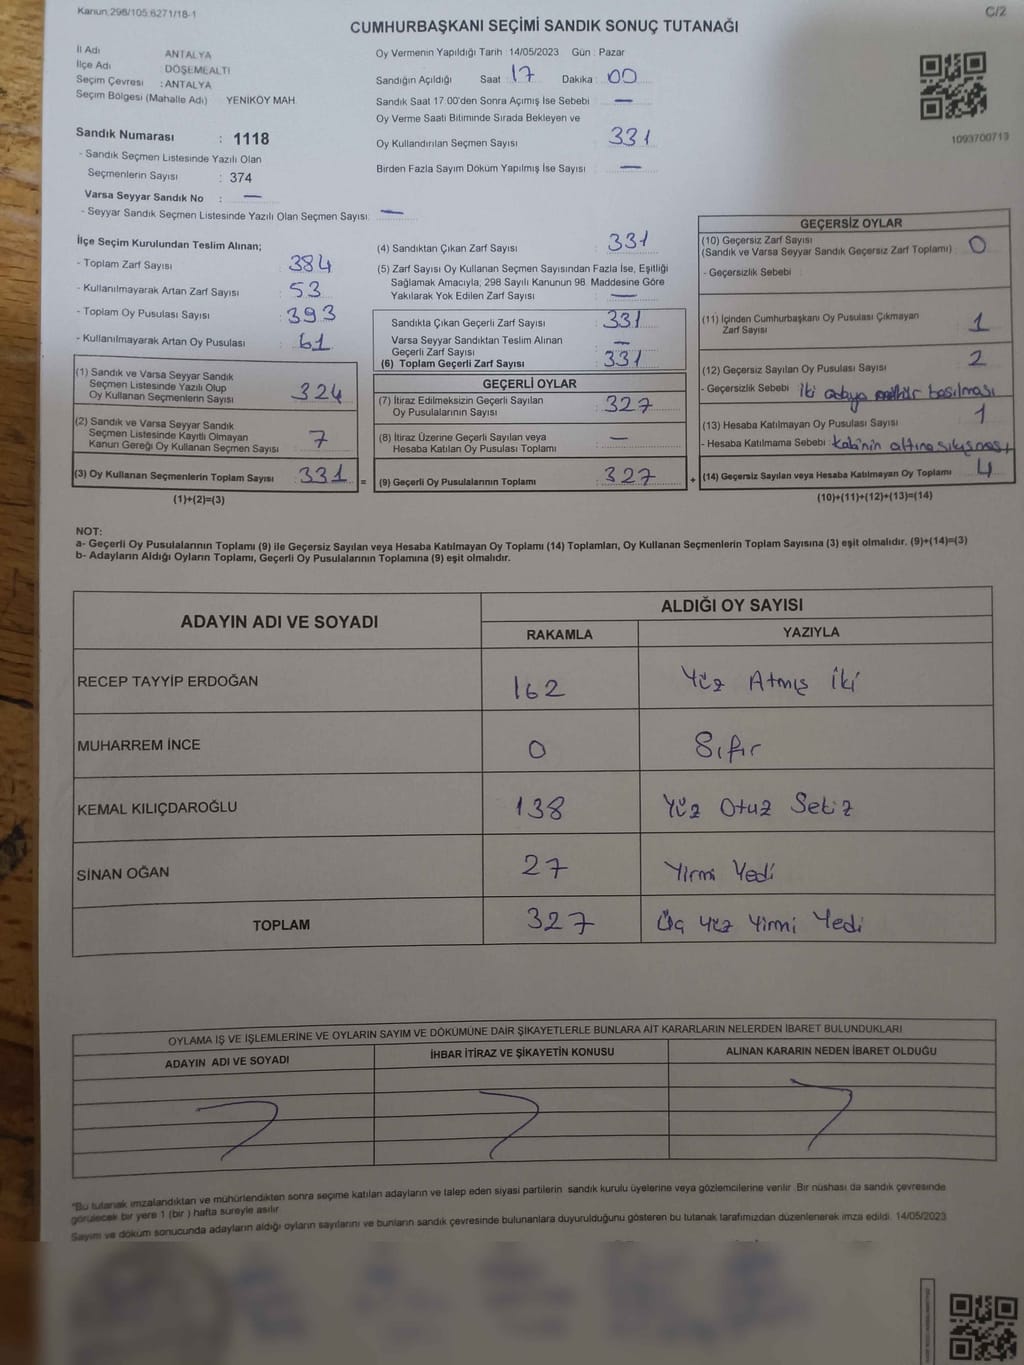 Kanun 298/105 6271/18-1
C/2
CUMHURBAŞKANI SEÇİMİ SANDIK SONUÇ TUTANAĞI
İl Adı ANTALYA
İlçe Adı : DÖŞEMEALTI
Seçim Çevresi : ANTALYA
Seçim Bölgesi (Mahalle Adı) YENİKÖY MAH.
Sandık Numarası : 1118
- Sandık Seçmen Listesinde Yazılı Olan
Seçmenlerin Sayısı : 374
Varsa Seyyar Sandık No : —
- Seyyar Sandık Seçmen Listesinde Yazılı Olan Seçmen Sayısı: —
Oy Vermenin Yapıldığı Tarih : 14/05/2023 Gün : Pazar
Sandığın Açıldığı Saat : 17 Dakika : 00
Sandık Saat 17:00'den Sonra Açımış İse Sebebi : —
Oy Verme Saati Bitiminde Sırada Bekleyen ve
Oy Kullandırılan Seçmen Sayısı : 331
Birden Fazla Sayım Döküm Yapılmış İse Sayısı : —
1093700713
İlçe Seçim Kurulundan Teslim Alınan;
- Toplam Zarf Sayısı : 384
- Kullanılmayarak Artan Zarf Sayısı : 53
- Toplam Oy Pusulası Sayısı : 393
- Kullanılmayarak Artan Oy Pusulası : 61
(1) Sandık ve Varsa Seyyar Sandık
Seçmen Listesinde Yazılı Olup
Oy Kullanan Seçmenlerin Sayısı : 324
(2) Sandık ve Varsa Seyyar Sandık
Seçmen Listesinde Kayıtlı Olmayan
Kanun Gereği Oy Kullanan Seçmen Sayısı : 7
(3) Oy Kullanan Seçmenlerin Toplam Sayısı : 331
(1)+(2)=(3)
(4) Sandıktan Çıkan Zarf Sayısı : 331
(5) Zarf Sayısı Oy Kullanan Seçmen Sayısından Fazla İse, Eşitliği
Sağlamak Amacıyla, 298 Sayılı Kanunun 98. Maddesine Göre
Yakılarak Yok Edilen Zarf Sayısı : —
Sandıkta Çıkan Geçerli Zarf Sayısı : 331
Varsa Seyyar Sandıktan Teslim Alınan
Geçerli Zarf Sayısı : —
(6) Toplam Geçerli Zarf Sayısı : 331
GEÇERLİ OYLAR
(7) İtiraz Edilmeksizin Geçerli Sayılan
Oy Pusulalarının Sayısı : 327
(8) İtiraz Üzerine Geçerli Sayılan veya
Hesaba Katılan Oy Pusulası Toplamı : —
= (9) Geçerli Oy Pusulalarının Toplamı : 327
GEÇERSİZ OYLAR
(10) Geçersiz Zarf Sayısı
(Sandık ve Varsa Seyyar Sandık Geçersiz Zarf Toplamı) : 0
- Geçersizlik Sebebi :
(11) İçinden Cumhurbaşkanı Oy Pusulası Çıkmayan
Zarf Sayısı : 1
(12) Geçersiz Sayılan Oy Pusulası Sayısı : 2
- Geçersizlik Sebebi : iki adaya mühür basılması
(13) Hesaba Katılmayan Oy Pusulası Sayısı : 1
- Hesaba Katılmama Sebebi : kabinin altına sıkışması
+ (14) Geçersiz Sayılan veya Hesaba Katılmayan Oy Toplamı : 4
(10)+(11)+(12)+(13)=(14)
NOT:
a- Geçerli Oy Pusulalarının Toplamı (9) ile Geçersiz Sayılan veya Hesaba Katılmayan Oy Toplamı (14) Toplamları, Oy Kullanan Seçmenlerin Toplam Sayısına (3) eşit olmalıdır. (9)+(14)=(3)
b- Adayların Aldığı Oyların Toplamı, Geçerli Oy Pusulalarının Toplamına (9) eşit olmalıdır.
ADAYIN ADI VE SOYADI
ALDIĞI OY SAYISI
RAKAMLA YAZIYLA
RECEP TAYYİP ERDOĞAN 162 Yüz Atmış İki
MUHARREM İNCE 0 Sıfır
KEMAL KILIÇDAROĞLU 138 Yüz Otuz Sekiz
SİNAN OĞAN 27 Yirmi Yedi
TOPLAM 327 Üç Yüz Yirmi Yedi
OYLAMA İŞ VE İŞLEMLERİNE VE OYLARIN SAYIM VE DÖKÜMÜNE DAİR ŞİKAYETLERLE BUNLARA AİT KARARLARIN NELERDEN İBARET BULUNDUKLARI
ADAYIN ADI VE SOYADI İHBAR İTİRAZ VE ŞİKAYETİN KONUSU ALINAN KARARIN NEDEN İBARET OLDUĞU
*Bu tutanak imzalandıktan ve mühürlendikten sonra seçime katılan adayların ve talep eden siyasi partilerin sandık kurulu üyelerine veya gözlemcilerine verilir. Bir nüshası da sandık çevresinde
görülecek bir yere 1 (bir ) hafta süreyle asılır.
Sayım ve döküm sonucunda adayların aldığı oyların sayılarını ve bunların sandık çevresinde bulunanlara duyurulduğunu gösteren bu tutanak tarafımızdan düzenlenerek imza edildi. 14/05/2023